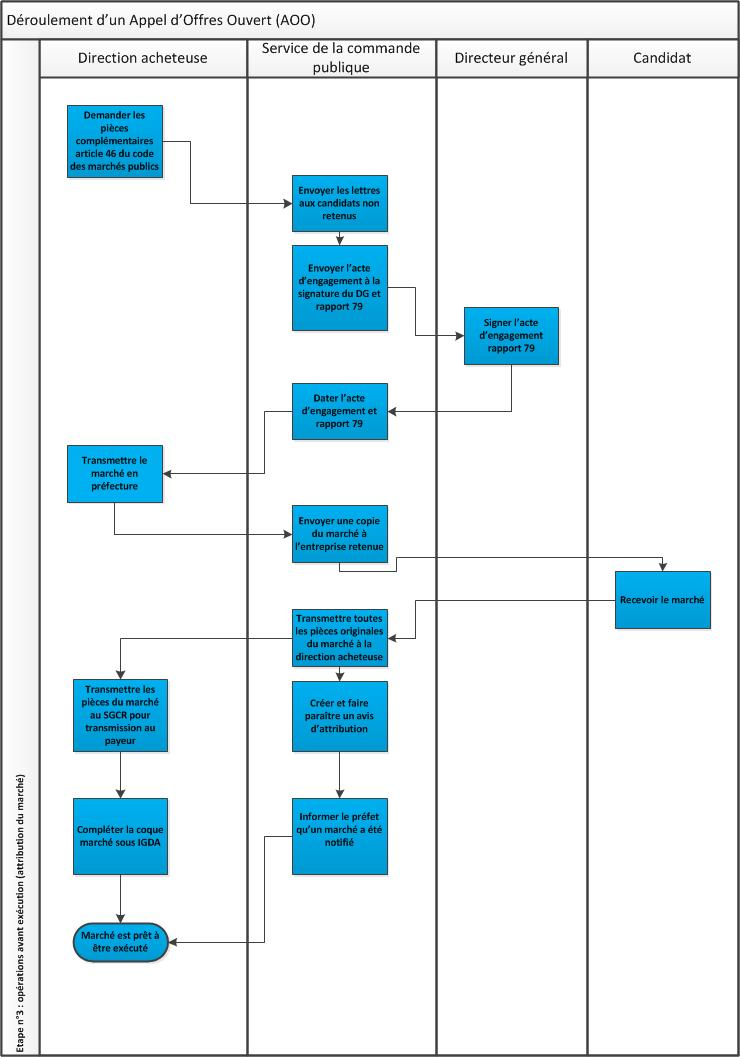 Déroulement d'un Appel d'Offres Ouvert (AOO)
Direction acheteuse
Service de la commande
publique
Directeur général
Candidat
Demander les
pièces
complémentaires
article 46 du code
des marchés publics
Envoyer les lettres
aux candidats non
retenus
Envoyer l'acte
d'engagement à la
signature du DG et
rapport 79
Signer l'acte
d'engagement
rapport 79
Dater l'acte
d'engagement et
rapport 79
Transmettre le
marché en
préfecture
Envoyer une copie
du marché à
l'entreprise retenue
Recevoir le marché
Transmettre toutes
les pièces originales
du marché à la
direction acheteuse
Transmettre les
pièces du marché
au SGCR pour
transmission au
payeur
Créer et faire
paraître un avis
d'attribution
Compléter la coque
marché sous IGDA
Informer le préfet
qu'un marché a été
notifié
Marché est prêt à
être exécuté
Etape n°3 : opérations avant exécution (attribution du marché)